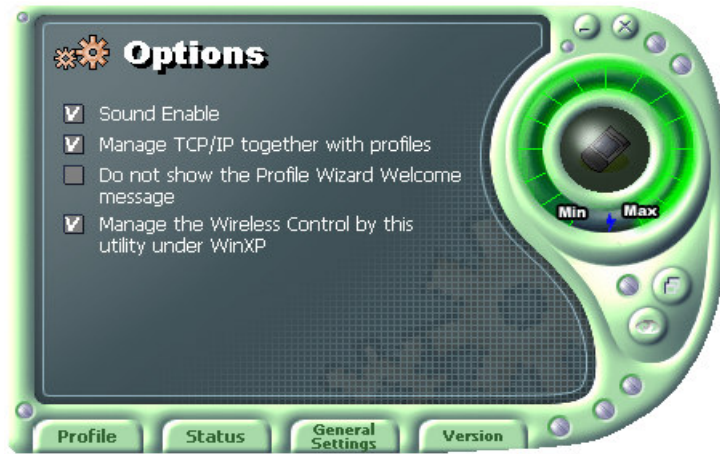 Options
Sound Enable
Manage TCP/IP together with profiles
Do not show the Profile Wizard Welcome
message
Manage the Wireless Control by this
utility under WinXP
Min
Max
Profile
Status
General
Settings
Version